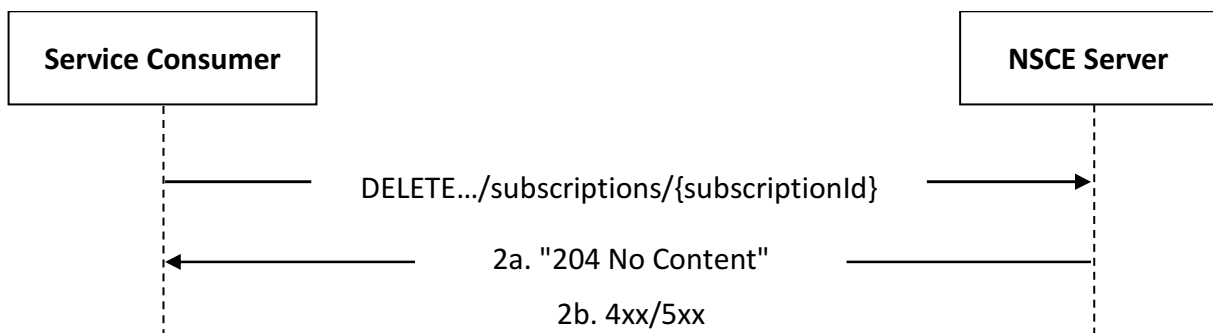 Service Consumer
NSCE Server
DELETE…/subscriptions/{subscriptionId}
2a. "204 No Content"
2b. 4xx/5xx